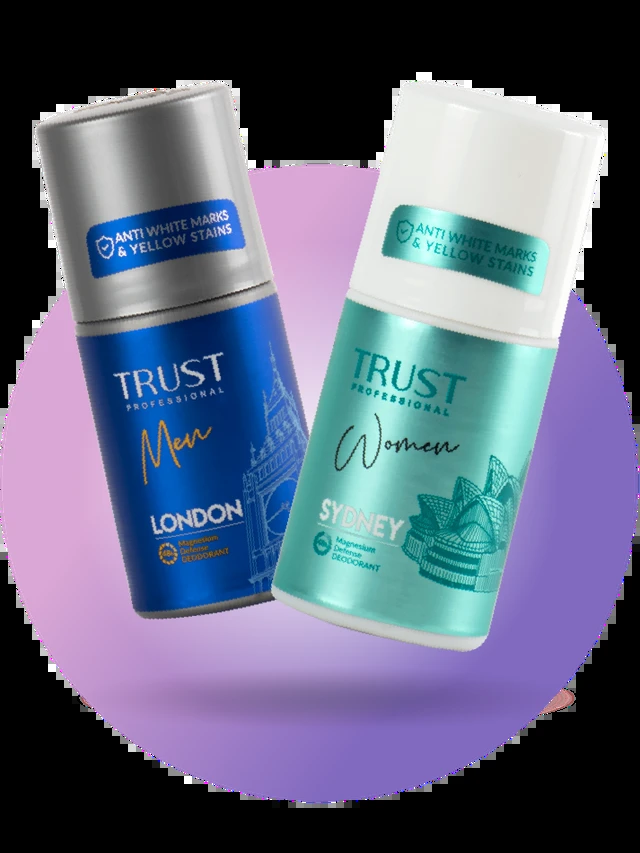 ANTI WHITE MARKS
& YELLOW STAINS
TRUST
PROFESSIONAL
Men
LONDON
48h
Magnesium
Defense
DEODORANT
ANTI WHITE MARKS
& YELLOW STAINS
TRUST
PROFESSIONAL
Women
SYDNEY
Magnesium
Defense
DEODORANT